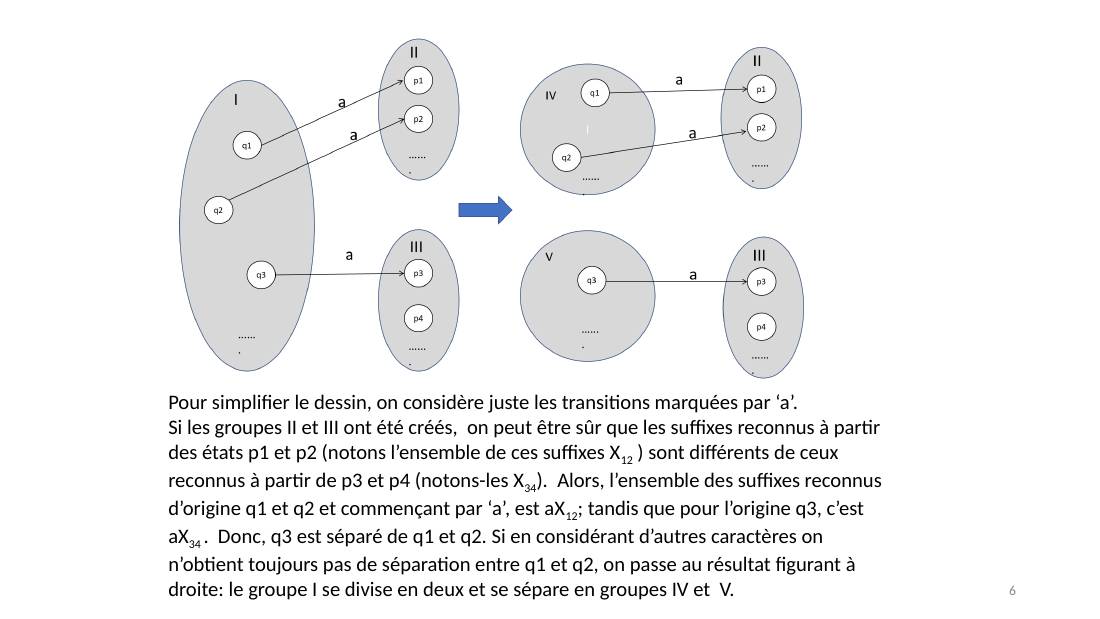 I
q1
q2
q3
......
.
a
a
a
II
p1
p2
......
.
III
p3
p4
......
.
IV
q1
I
q2
......
.
a
a
II
p1
p2
......
.
V
q3
......
.
a
III
p3
p4
......
.
Pour simplifier le dessin, on considère juste les transitions marquées par ‘a’.
Si les groupes II et III ont été créés, on peut être sûr que les suffixes reconnus à partir
des états p1 et p2 (notons l’ensemble de ces suffixes X12 ) sont différents de ceux
reconnus à partir de p3 et p4 (notons-les X34). Alors, l’ensemble des suffixes reconnus
d’origine q1 et q2 et commençant par ‘a’, est aX12; tandis que pour l’origine q3, c’est
aX34 . Donc, q3 est séparé de q1 et q2. Si en considérant d’autres caractères on
n’obtient toujours pas de séparation entre q1 et q2, on passe au résultat figurant à
droite: le groupe I se divise en deux et se sépare en groupes IV et V.
6